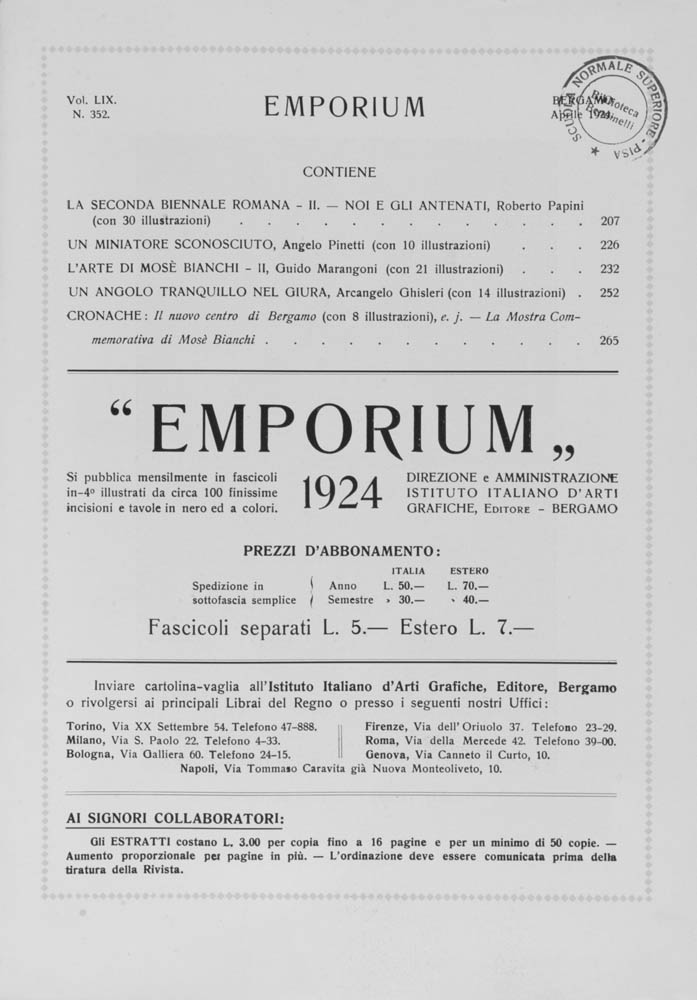 Vol. LIX.
N. 352.
EMPORIUM
BERGAMO
Aprile 1924
SCUOLA NORMALE SUPERIORE - PISA
Biblioteca
CONTIENE
LA SECONDA BIENNALE ROMANA - II. — NOI E GLI ANTENATI, Roberto Papini
(con 30 illustrazioni) . . . . . . . . . . . . . 207
UN MINIATORE SCONOSCIUTO, Angelo Pinetti (con 10 illustrazioni) . . . 226
L'ARTE DI MOSÈ BIANCHI - II, Guido Marangoni (con 21 illustrazioni) . . . 232
UN ANGOLO TRANQUILLO NEL GIURA, Arcangelo Ghisleri (con 14 illustrazioni) . 252
CRONACHE: Il nuovo centro di Bergamo (con 8 illustrazioni), e. j. — La Mostra Com-
memorativa di Mosè Bianchi . . . . . . . . . . . . 265
“ EMPORIUM „
Si pubblica mensilmente in fascicoli
in-4º illustrati da circa 100 finissime
incisioni e tavole in nero ed a colori.
1924
DIREZIONE e AMMINISTRAZIONE
ISTITUTO ITALIANO D'ARTI
GRAFICHE, EDITORE - BERGAMO
PREZZI D'ABBONAMENTO:
ITALIA ESTERO
Spedizione in Anno L. 50.— L. 70.—
sottofascia semplice Semestre » 30.— » 40.—
Fascicoli separati L. 5.— Estero L. 7.—
Inviare cartolina-vaglia all'Istituto Italiano d'Arti Grafiche, Editore, Bergamo
o rivolgersi ai principali Librai del Regno o presso i seguenti nostri Uffici:
Torino, Via XX Settembre 54. Telefono 47-888.
Milano, Via S. Paolo 22. Telefono 4-33.
Bologna, Via Galliera 60. Telefono 24-15.
Firenze, Via dell'Oriuolo 37. Telefono 23-29.
Roma, Via della Mercede 42. Telefono 39-00.
Genova, Via Canneto il Curto, 10.
Napoli, Via Tommaso Caravita già Nuova Monteoliveto, 10.
AI SIGNORI COLLABORATORI:
Gli ESTRATTI costano L. 3.00 per copia fino a 16 pagine e per un minimo di 50 copie. —
Aumento proporzionale per pagine in più. — L'ordinazione deve essere comunicata prima della
tiratura della Rivista.